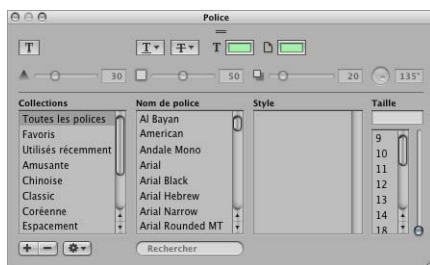 Police
T T T T
30 50 20 135°
Collections Nom de police Style Taille
Toutes les polices
Favoris
Utilisés récemment
Amusante
Chinoise
Classic
Coréenne
Espacement
Al Bayan
American
Andale Mono
Arial
Arial Black
Arial Hebrew
Arial Narrow
Arial Rounded MT
9
10
11
12
13
14
18
Rechercher